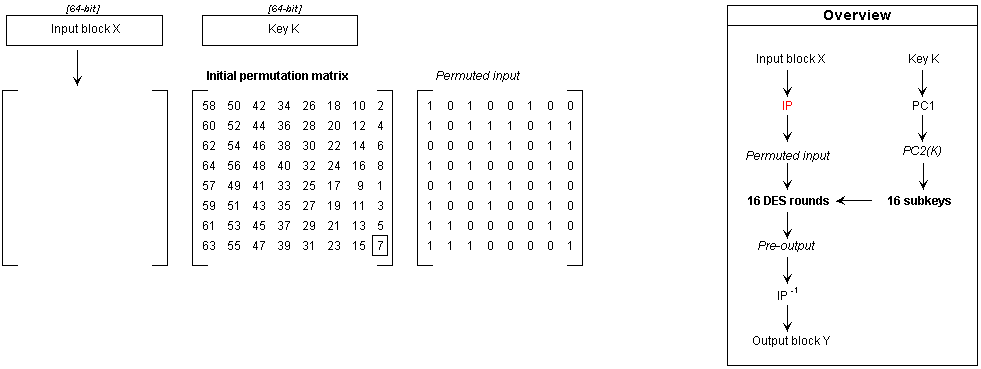 [64-bit]
Input block X
[64-bit]
Key K
Initial permutation matrix
58 50 42 34 26 18 10 2
60 52 44 36 28 20 12 4
62 54 46 38 30 22 14 6
64 56 48 40 32 24 16 8
57 49 41 33 25 17 9 1
59 51 43 35 27 19 11 3
61 53 45 37 29 21 13 5
63 55 47 39 31 23 15 7
Permuted input
1 0 1 0 0 1 0 0
1 0 1 1 1 0 1 1
0 0 0 1 1 0 1 1
1 0 1 0 0 0 1 0
0 1 0 1 1 0 1 0
1 0 0 1 0 0 1 0
1 1 0 0 0 0 1 0
1 1 1 0 0 0 0 1
Overview
Input block X
Key K
IP
PC1
Permuted input
PC2(K)
16 DES rounds
16 subkeys
Pre-output
IP -1
Output block Y